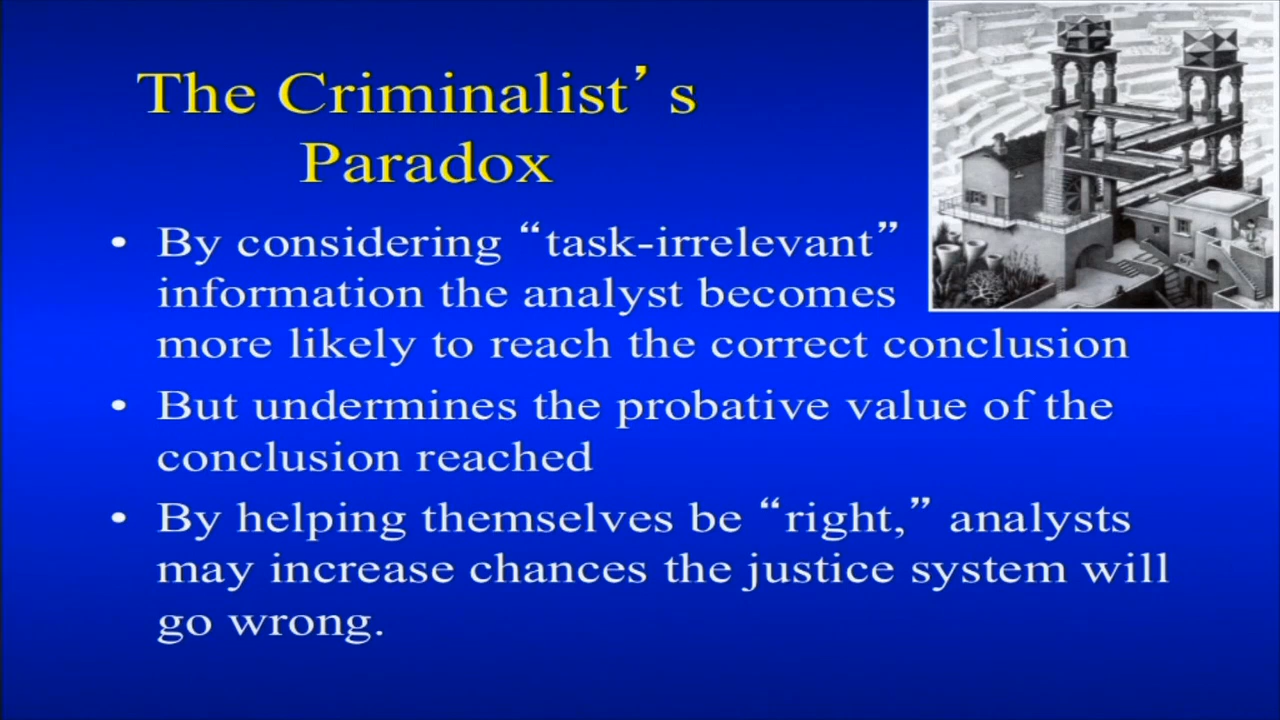 The Criminalist’s
Paradox
• By considering “task-irrelevant”
information the analyst becomes
more likely to reach the correct conclusion
• But undermines the probative value of the
conclusion reached
• By helping themselves be “right,” analysts
may increase chances the justice system will
go wrong.